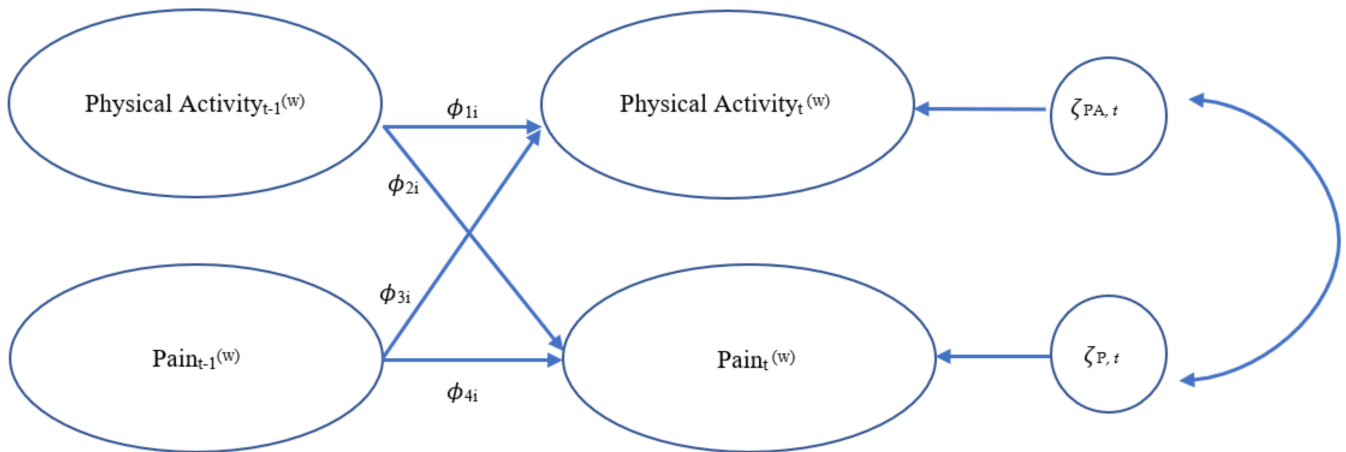 Physical Activityt-1(w)
ϕ1i
Physical Activityt(w)
ζPA, t
ϕ2i
ϕ3i
Paint-1(w)
Paint(w)
ζP, t
ϕ4i